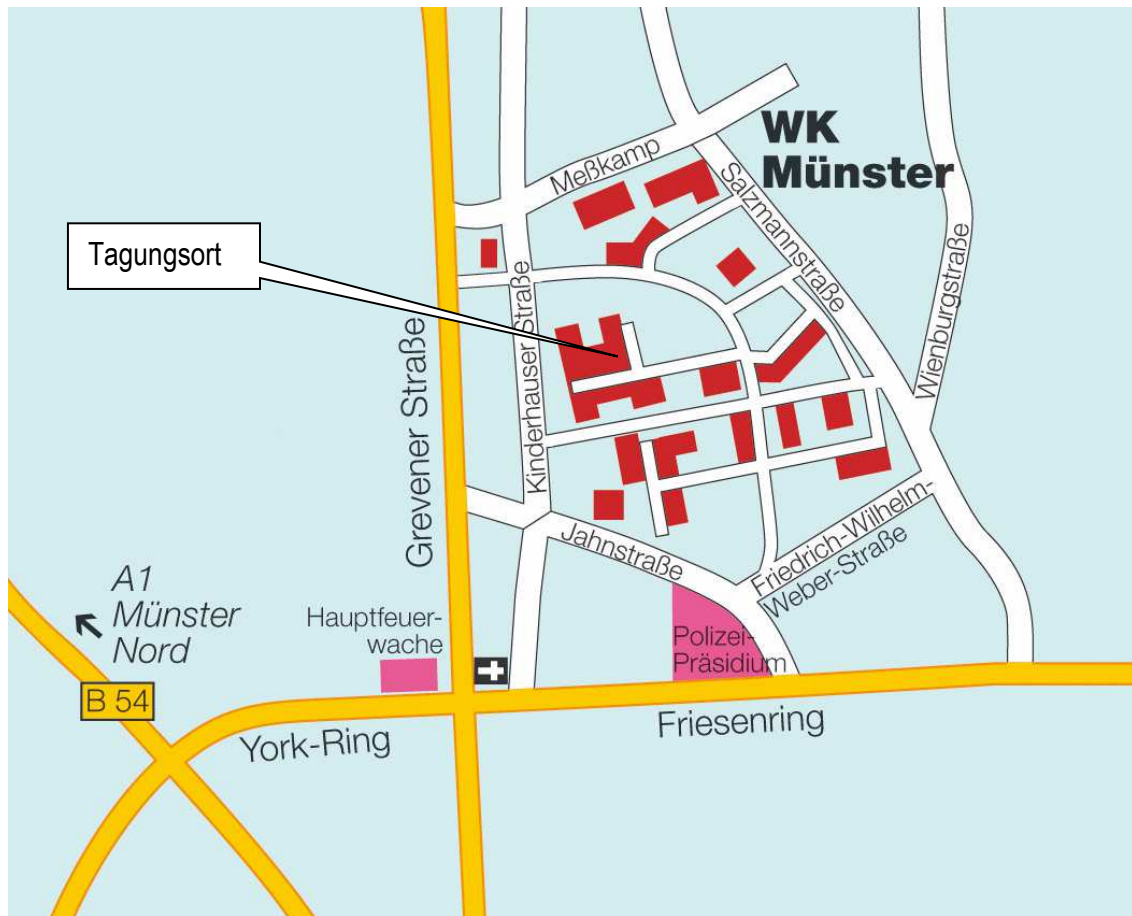 WK
Münster
Meßkamp
Salzmannstraße
Tagungsort
Kinderhauser Straße
Wienburgstraße
Grevener Straße
Jahnstraße
Friedrich-Wilhelm-
Weber-Straße
A1
Münster
Nord
Hauptfeuer-
wache
Polizei-
Präsidium
B 54
York-Ring
Friesenring